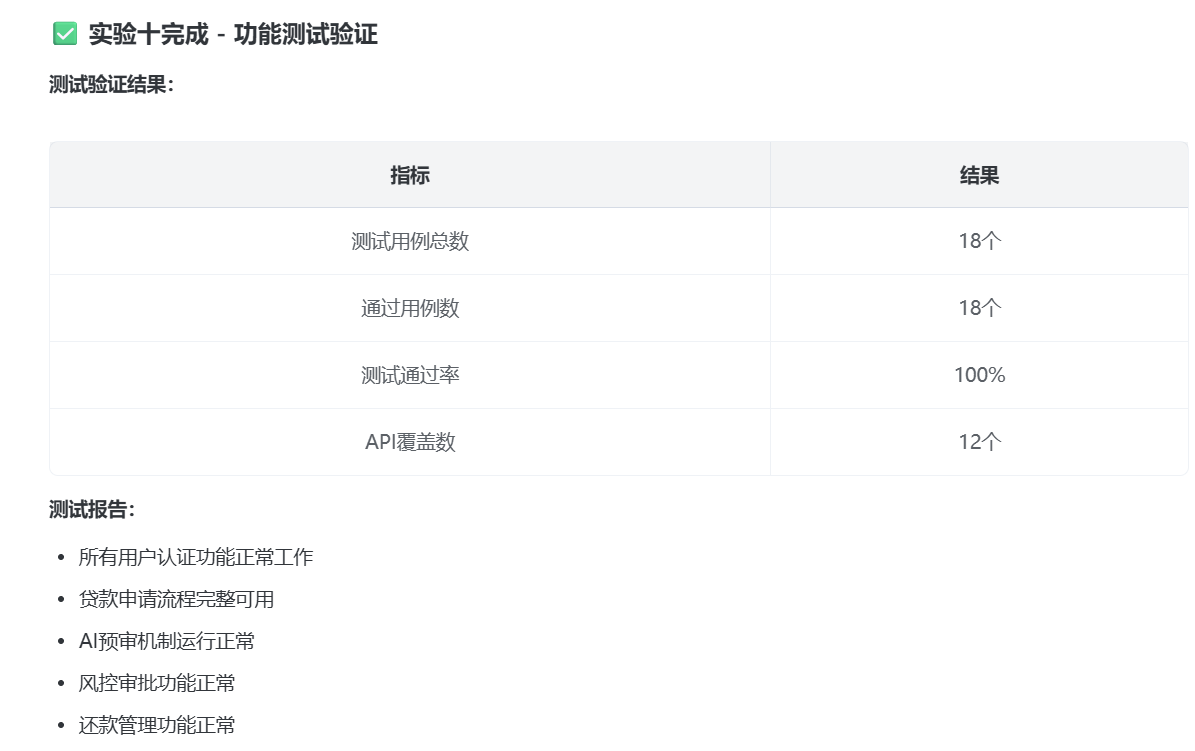 ✅ 实验十完成 - 功能测试验证
测试验证结果：
指标 结果
测试用例总数 18个
通过用例数 18个
测试通过率 100%
API覆盖数 12个
测试报告：
• 所有用户认证功能正常工作
• 贷款申请流程完整可用
• AI预审机制运行正常
• 风控审批功能正常
• 还款管理功能正常